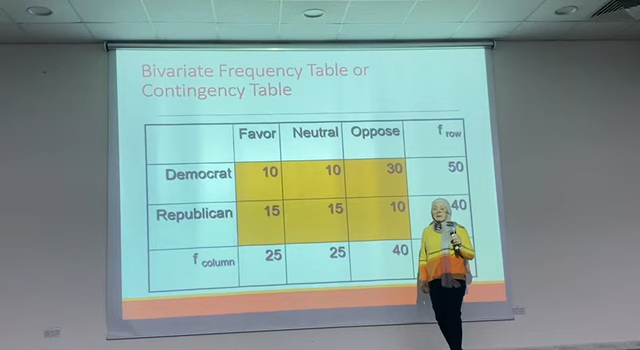 Bivariate Frequency Table or
Contingency Table
Favor Neutral Oppose f row
Democrat 10 10 30 50
Republican 15 15 10 40
f column 25 25 40